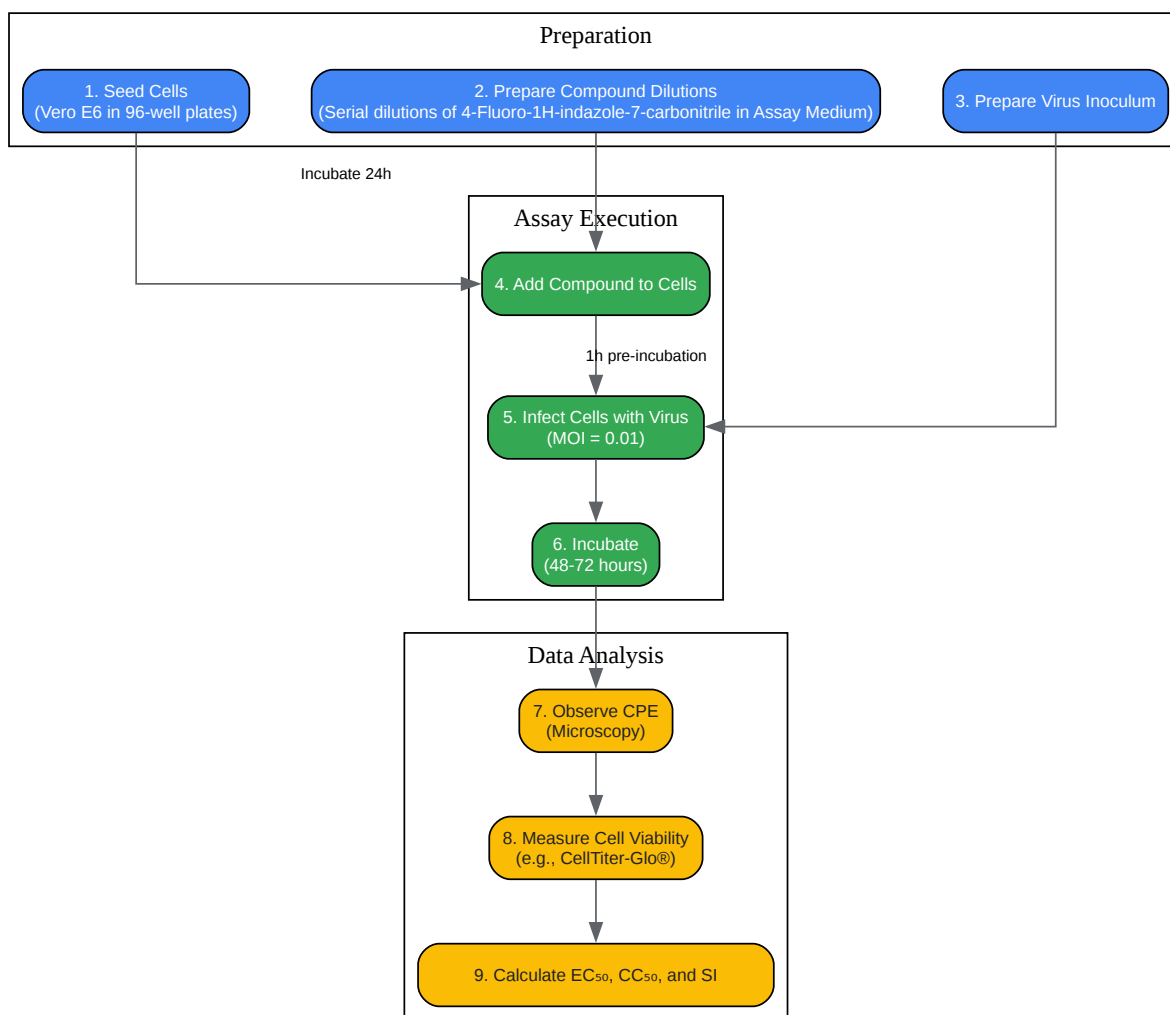 Preparation
1. Seed Cells
(Vero E6 in 96-well plates)
2. Prepare Compound Dilutions
(Serial dilutions of 4-Fluoro-1H-indazole-7-carbonitrile in Assay Medium)
3. Prepare Virus Inoculum
Incubate 24h
Assay Execution
4. Add Compound to Cells
1h pre-incubation
5. Infect Cells with Virus
(MOI = 0.01)
6. Incubate
(48-72 hours)
Data Analysis
7. Observe CPE
(Microscopy)
8. Measure Cell Viability
(e.g., CellTiter-Glo®)
9. Calculate EC₅₀, CC₅₀, and SI